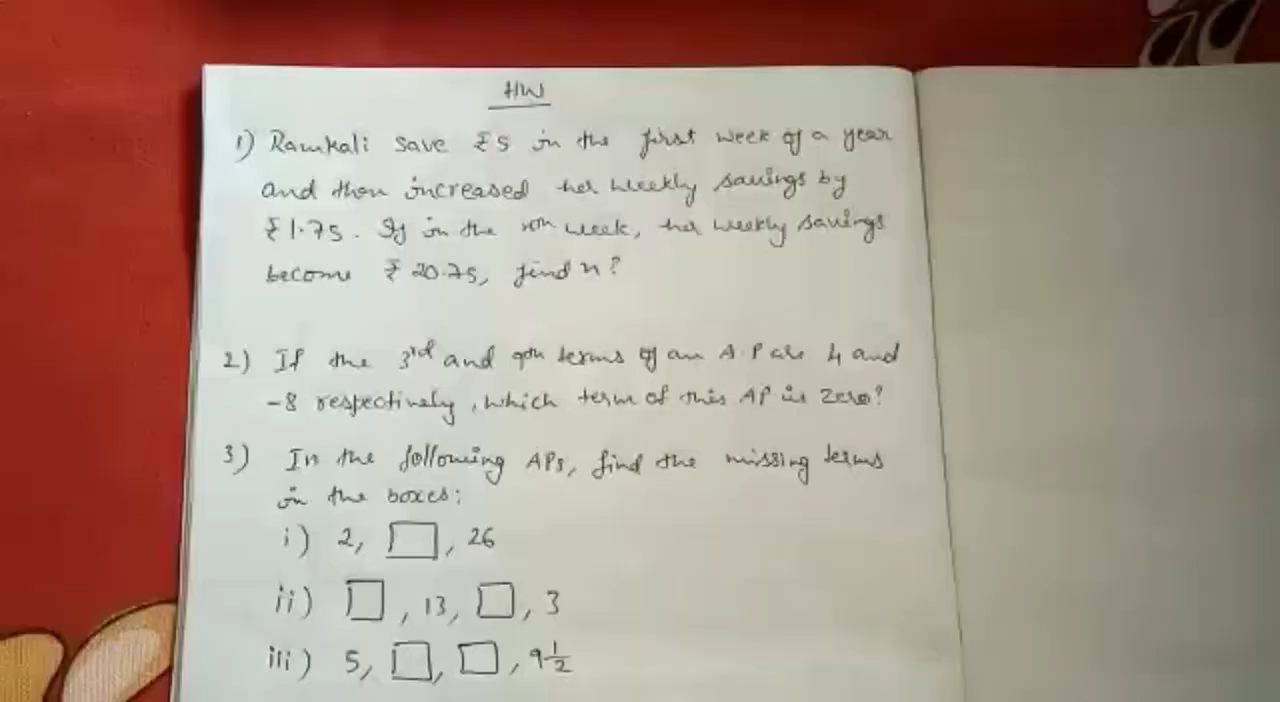 HW
1) Ramkali save ₹5 in the first week of a year
and then increased her weekly savings by
₹1.75. If in the nth week, her weekly savings
become ₹ 20.75, find n?
2) If the 3rd and 9th terms of an A.P are 4 and
-8 respectively, which term of this AP is zero?
3) In the following APs, find the missing terms
in the boxes:
i) 2, □, 26
ii) □, 13, □, 3
iii) 5, □, □, 9 1/2